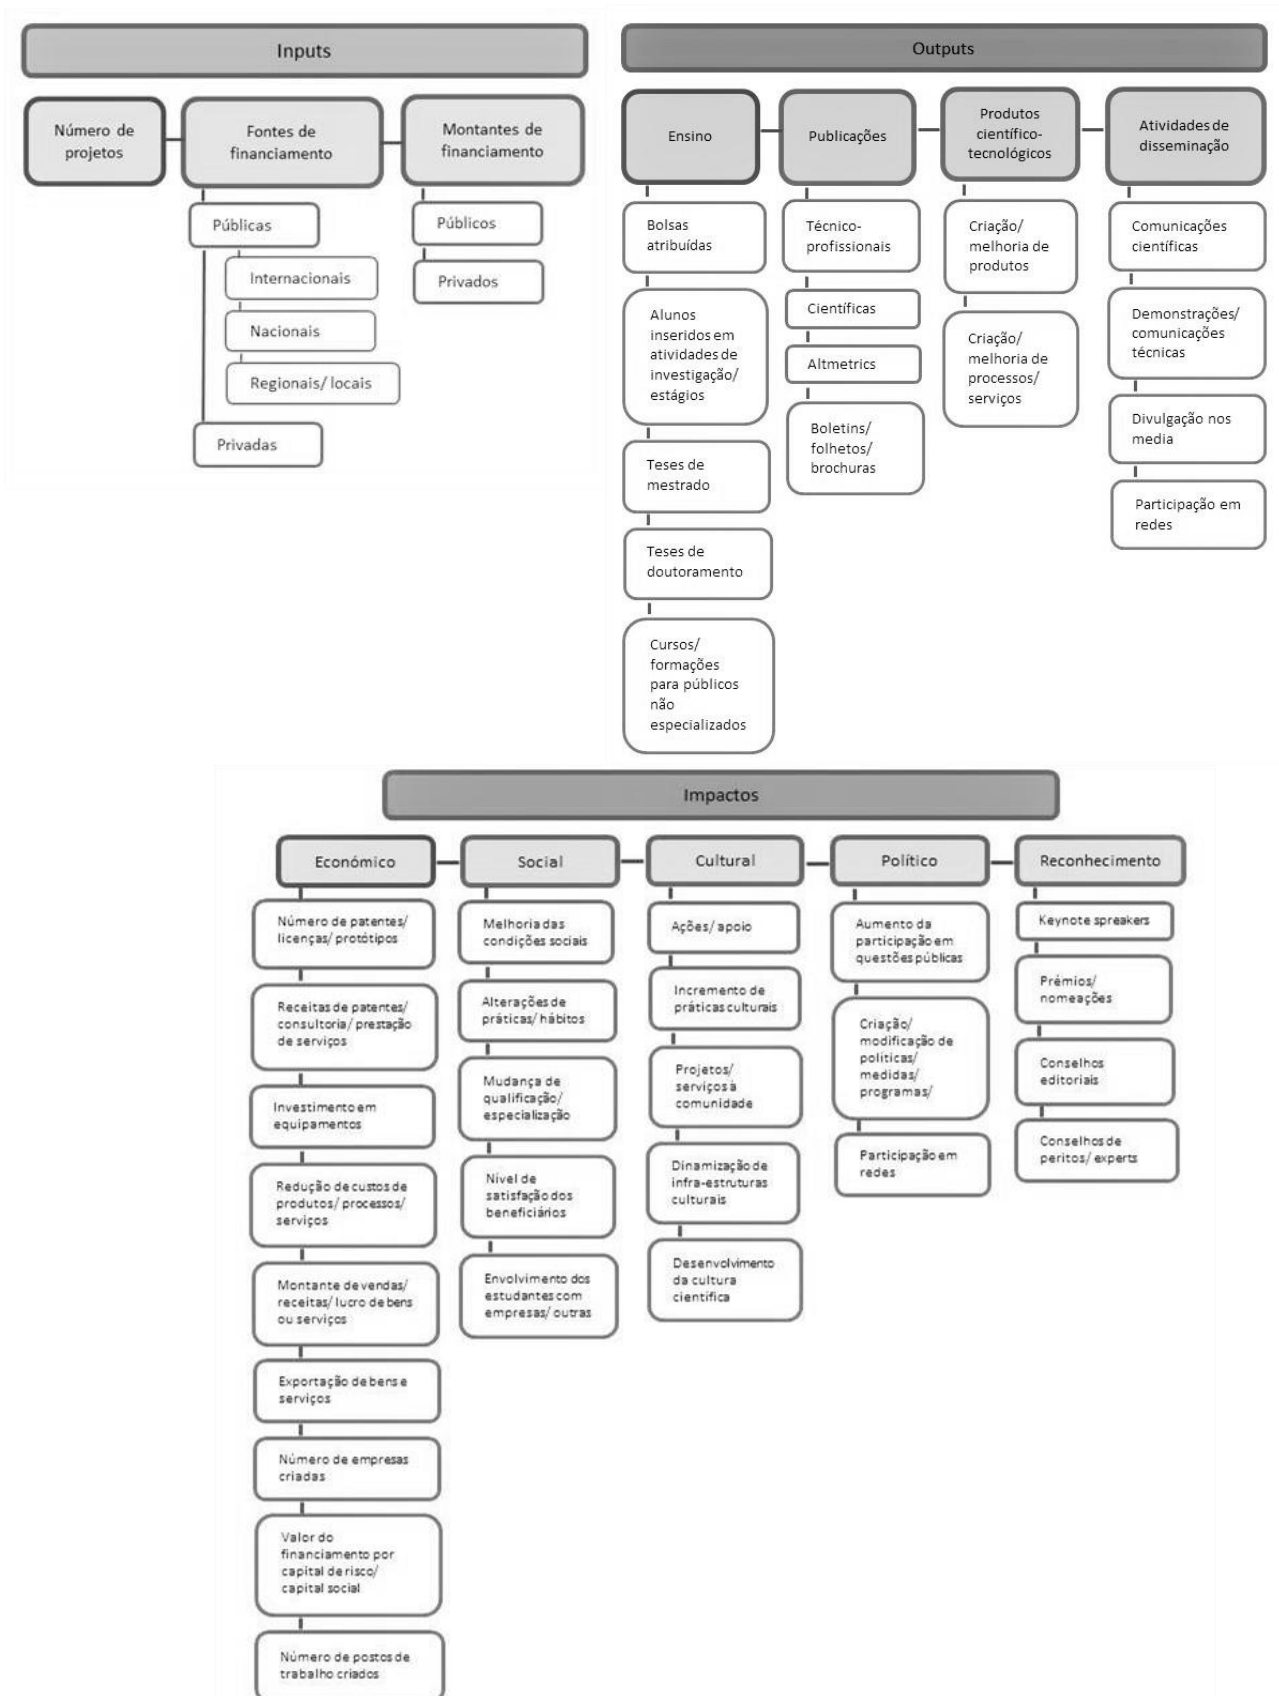 Inputs
Número de
projetos
Fontes de
financiamento
Montantes de
financiamento
Públicas
Internacionais
Nacionais
Regionais/ locais
Privadas
Públicos
Privados
Outputs
Ensino
Publicações
Produtos
científico-
tecnológicos
Atividades de
disseminação
Bolsas
atribuídas
Alunos
inseridos em
atividades de
investigação/
estágios
Teses de
mestrado
Teses de
doutoramento
Cursos/
formações
para públicos
não
especializados
Técnico-
profissionais
Científicas
Altmetrics
Boletins/
folhetos/
brochuras
Criação/
melhoria de
produtos
Criação/
melhoria de
processos/
serviços
Comunicações
científicas
Demonstrações/
comunicações
técnicas
Divulgação nos
media
Participação em
redes
Impactos
Económico
Social
Cultural
Político
Reconhecimento
Número de patentes/
licenças/ protótipos
Receitas de patentes/
consultoria/ prestação
de serviços
Investimento em
equipamentos
Redução de custos de
produtos/ processos/
serviços
Montante de vendas/
receitas/ lucro de bens
ou serviços
Exportação de bens e
serviços
Número de empresas
criadas
Valor do
financiamento por
capital de risco/
capital social
Número de postos de
trabalho criados
Melhoria das
condições sociais
Alterações de
práticas/ hábitos
Mudança de
qualificação/
especialização
Nível de
satisfação dos
beneficiários
Envolvimento dos
estudantes com
empresas/ outras
Ações/ apoio
Incremento de
práticas culturais
Projetos/
serviços à
comunidade
Dinamização de
infra-estruturas
culturais
Desenvolvimento
da cultura
científica
Aumento da
participação em
questões públicas
Criação/
modificação de
políticas/
medidas/
programas/
Participação em
redes
Keynote spreakers
Prémios/
nomeações
Conselhos
editoriais
Conselhos de
peritos/ experts